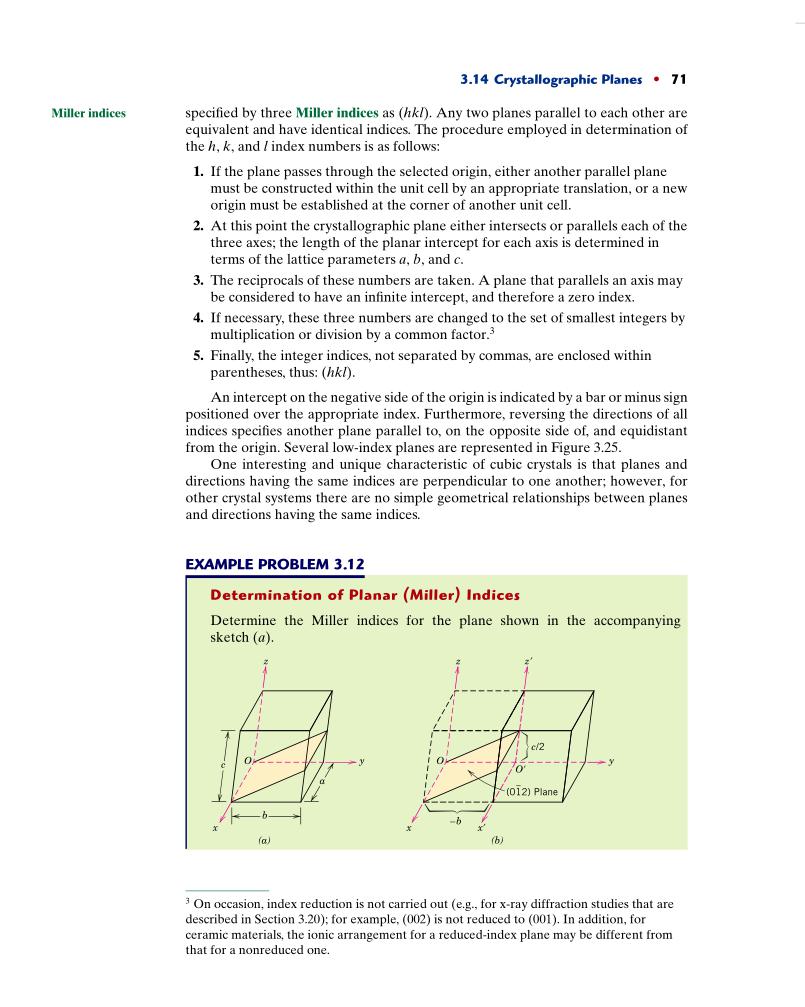 3.14 Crystallographic Planes • 71
Miller indices
specified by three Miller indices as (hkl). Any two planes parallel to each other are
equivalent and have identical indices. The procedure employed in determination of
the h, k, and l index numbers is as follows:
1. If the plane passes through the selected origin, either another parallel plane
must be constructed within the unit cell by an appropriate translation, or a new
origin must be established at the corner of another unit cell.
2. At this point the crystallographic plane either intersects or parallels each of the
three axes; the length of the planar intercept for each axis is determined in
terms of the lattice parameters a, b, and c.
3. The reciprocals of these numbers are taken. A plane that parallels an axis may
be considered to have an infinite intercept, and therefore a zero index.
4. If necessary, these three numbers are changed to the set of smallest integers by
multiplication or division by a common factor.³
5. Finally, the integer indices, not separated by commas, are enclosed within
parentheses, thus: (hkl).
An intercept on the negative side of the origin is indicated by a bar or minus sign
positioned over the appropriate index. Furthermore, reversing the directions of all
indices specifies another plane parallel to, on the opposite side of, and equidistant
from the origin. Several low-index planes are represented in Figure 3.25.
One interesting and unique characteristic of cubic crystals is that planes and
directions having the same indices are perpendicular to one another; however, for
other crystal systems there are no simple geometrical relationships between planes
and directions having the same indices.
EXAMPLE PROBLEM 3.12
Determination of Planar (Miller) Indices
Determine the Miller indices for the plane shown in the accompanying
sketch (a).
z
c
O
y
a
b
x
(a)
z
z′
c/2
O
O′
y
(01̄2) Plane
–b
x
x′
(b)
³ On occasion, index reduction is not carried out (e.g., for x-ray diffraction studies that are
described in Section 3.20); for example, (002) is not reduced to (001). In addition, for
ceramic materials, the ionic arrangement for a reduced-index plane may be different from
that for a nonreduced one.